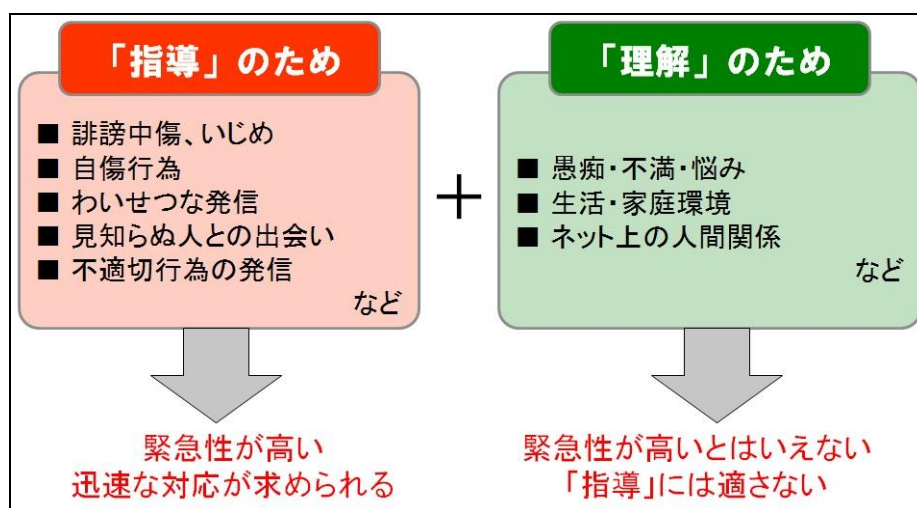 「指導」のため
■ 誹謗中傷、いじめ
■ 自傷行為
■ わいせつな発信
■ 見知らぬ人との出会い
■ 不適切行為の発信
など
緊急性が高い
迅速な対応が求められる
＋
「理解」のため
■ 愚痴・不満・悩み
■ 生活・家庭環境
■ ネット上の人間関係
など
緊急性が高いとはいえない
「指導」には適さない